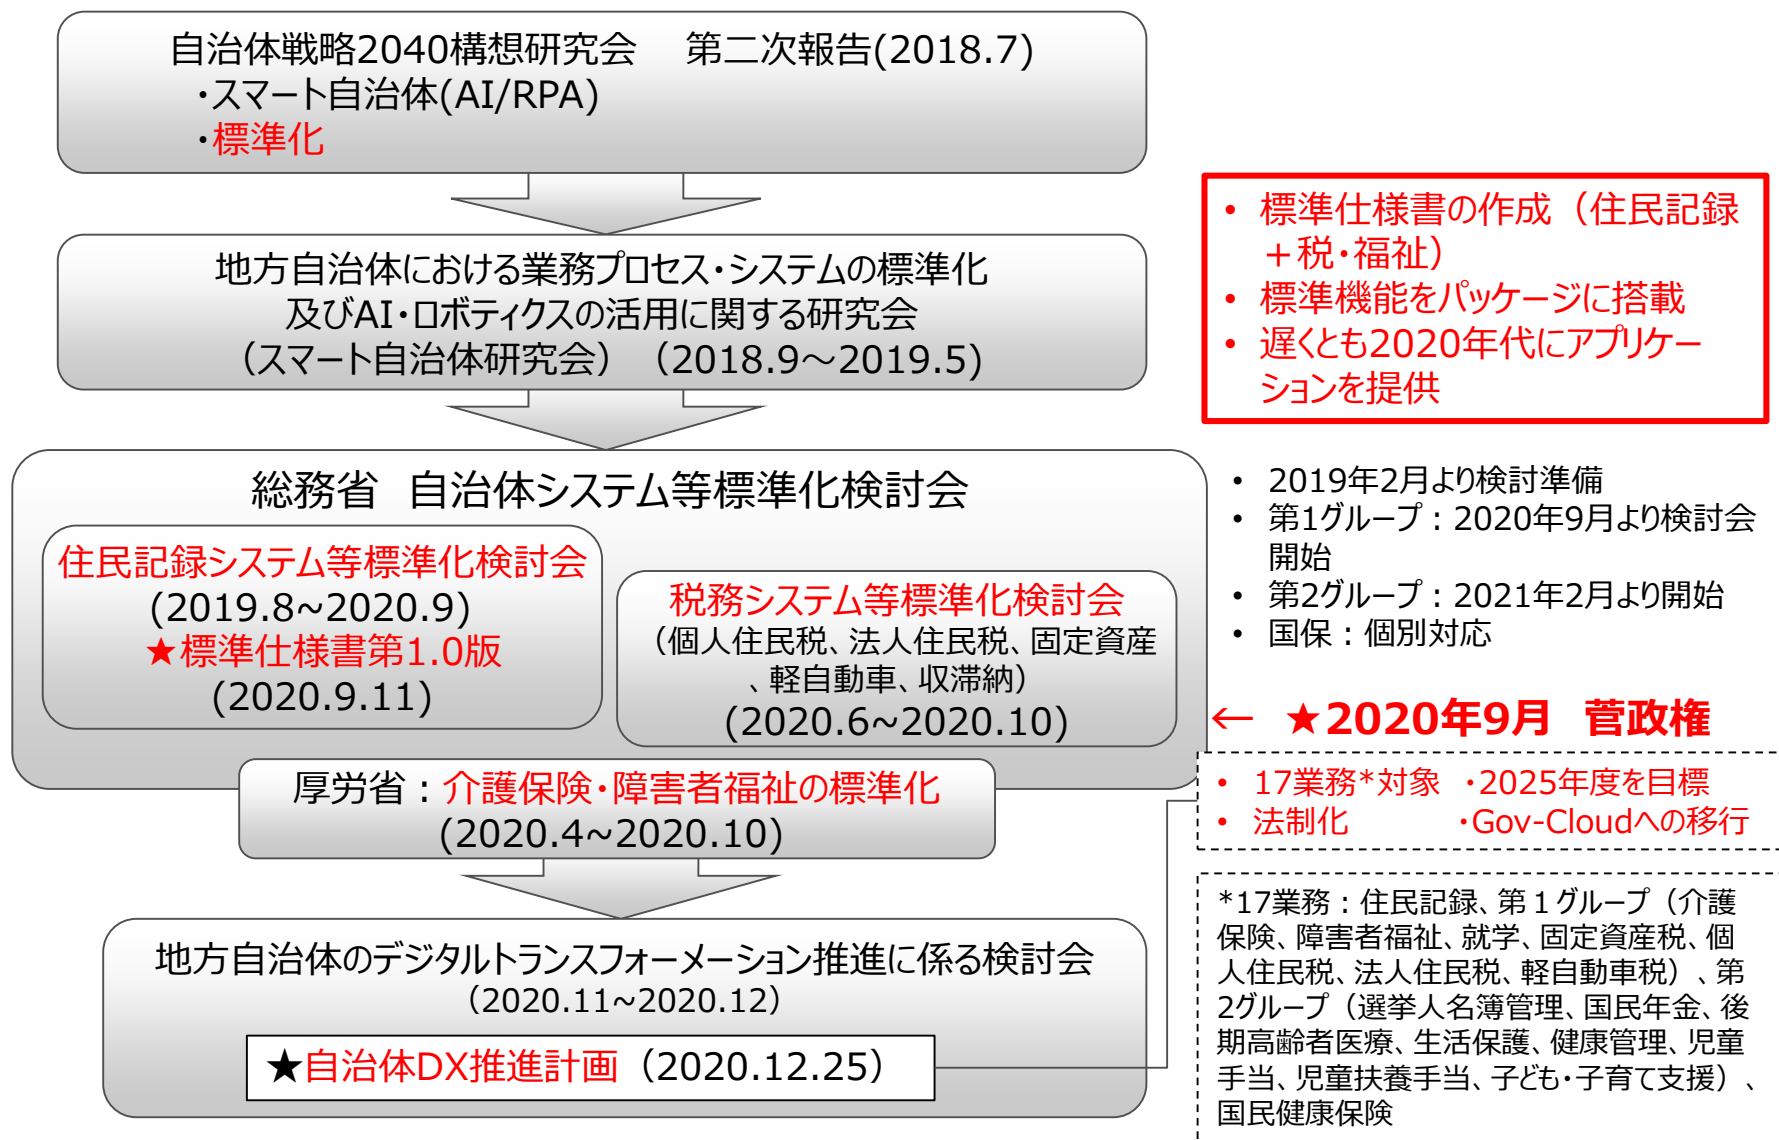 自治体戦略2040構想研究会　第二次報告(2018.7)
・スマート自治体(AI/RPA)
・標準化
地方自治体における業務プロセス・システムの標準化
及びAI・ロボティクスの活用に関する研究会
（スマート自治体研究会）（2018.9～2019.5)
• 標準仕様書の作成（住民記録
＋税・福祉）
• 標準機能をパッケージに搭載
• 遅くとも2020年代にアプリケー
ションを提供
総務省　自治体システム等標準化検討会
住民記録システム等標準化検討会
(2019.8~2020.9)
★標準仕様書第1.0版
(2020.9.11)
税務システム等標準化検討会
（個人住民税、法人住民税、固定資産
、軽自動車、収滞納）
(2020.6~2020.10)
• 2019年2月より検討準備
• 第1グループ：2020年9月より検討会
開始
• 第2グループ：2021年2月より開始
• 国保：個別対応
← ★2020年9月　菅政権
• 17業務*対象 ・2025年度を目標
• 法制化 ・Gov-Cloudへの移行
厚労省：介護保険・障害者福祉の標準化
(2020.4~2020.10)
地方自治体のデジタルトランスフォーメーション推進に係る検討会
（2020.11~2020.12）
★自治体DX推進計画（2020.12.25）
*17業務：住民記録、第１グループ（介護
保険、障害者福祉、就学、固定資産税、個
人住民税、法人住民税、軽自動車税）、第
2グループ（選挙人名簿管理、国民年金、後
期高齢者医療、生活保護、健康管理、児童
手当、児童扶養手当、子ども・子育て支援）、
国民健康保険